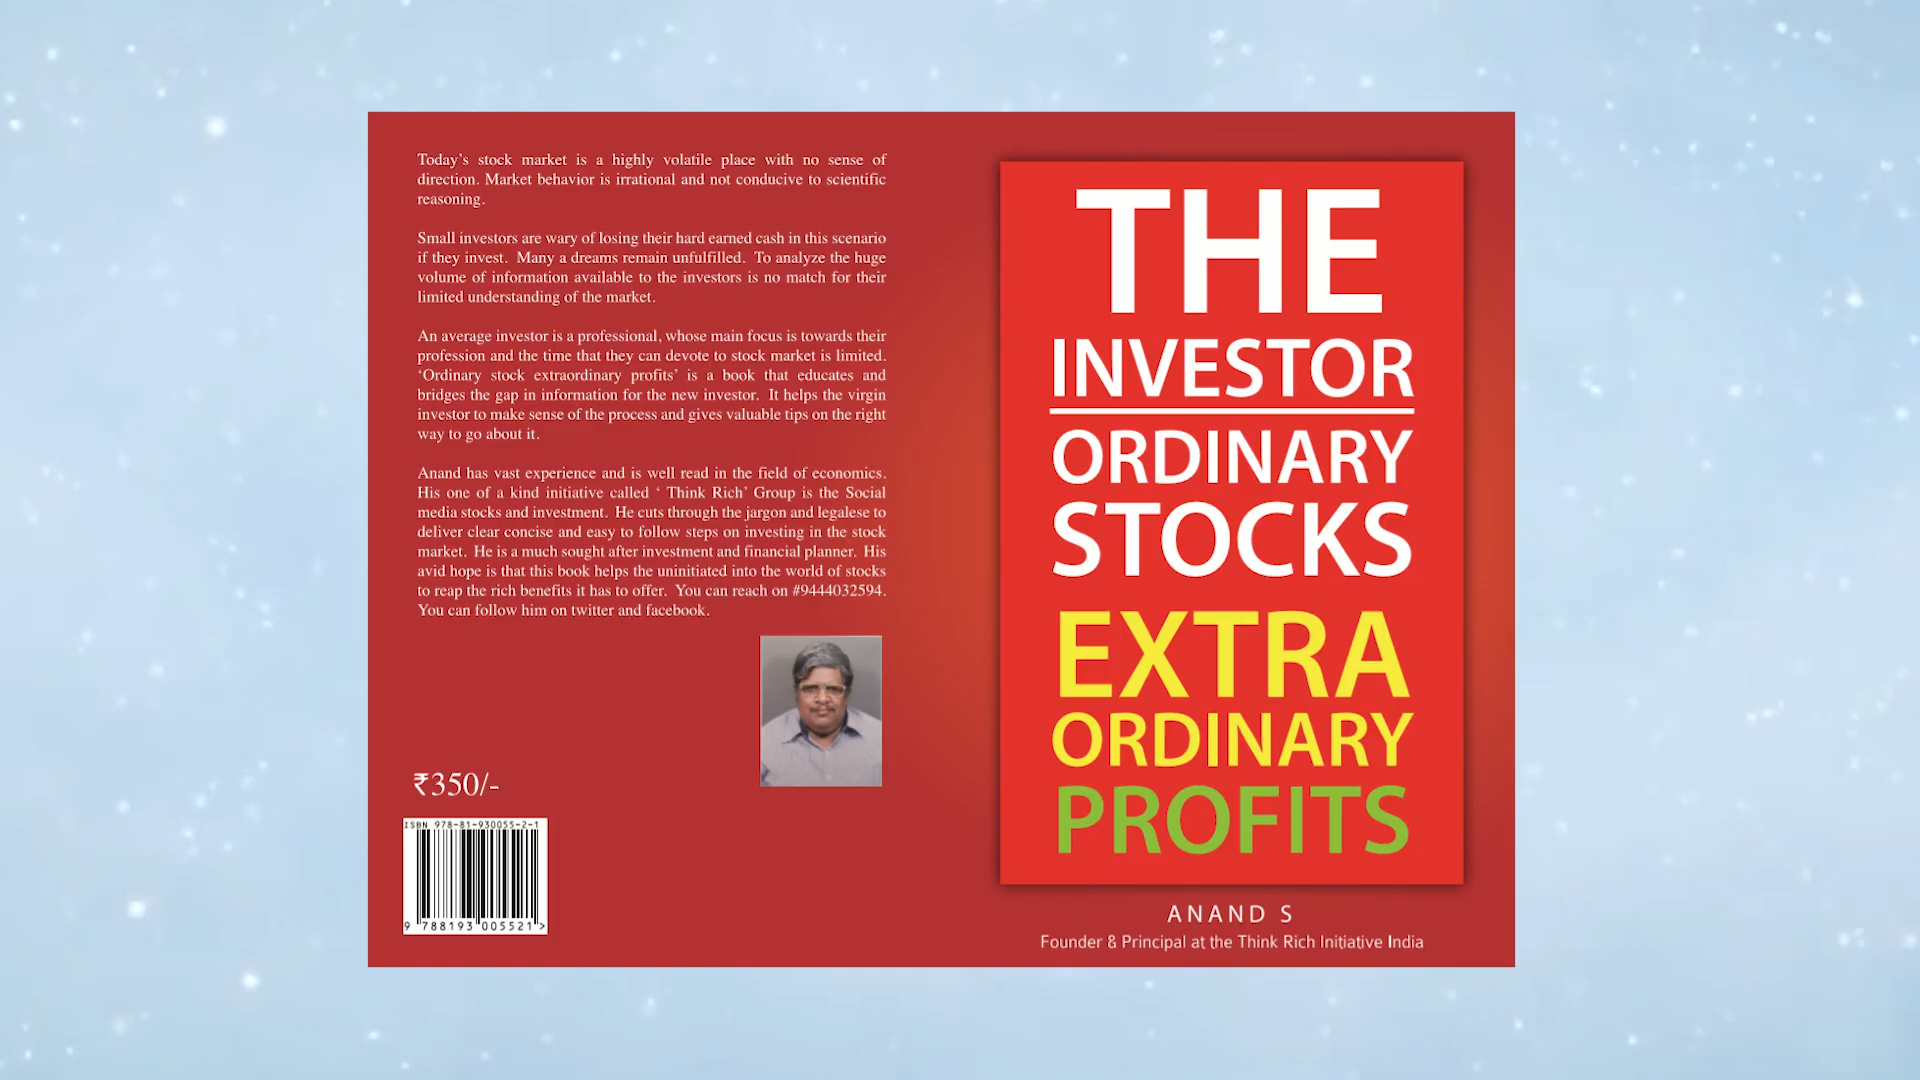 Today's stock market is a highly volatile place with no sense of
direction. Market behavior is irrational and not conducive to scientific
reasoning.
Small investors are wary of losing their hard earned cash in this scenario
if they invest. Many a dreams remain unfulfilled. To analyze the huge
volume of information available to the investors is no match for their
limited understanding of the market.
An average investor is a professional, whose main focus is towards their
profession and the time that they can devote to stock market is limited.
‘Ordinary stock extraordinary profits’ is a book that educates and
bridges the gap in information for the new investor. It helps the virgin
investor to make sense of the process and gives valuable tips on the right
way to go about it.
Anand has vast experience and is well read in the field of economics.
His one of a kind initiative called ‘ Think Rich’ Group is the Social
media stocks and investment. He cuts through the jargon and legalese to
deliver clear concise and easy to follow steps on investing in the stock
market. He is a much sought after investment and financial planner. His
avid hope is that this book helps the uninitiated into the world of stocks
to reap the rich benefits it has to offer. You can reach on #9444032594.
You can follow him on twitter and facebook.
₹350/-
ISBN 978-81-930055-2-1
9 788193 005521 >
THE
INVESTOR
ORDINARY
STOCKS
EXTRA
ORDINARY
PROFITS
ANAND S
Founder & Principal at the Think Rich Initiative India